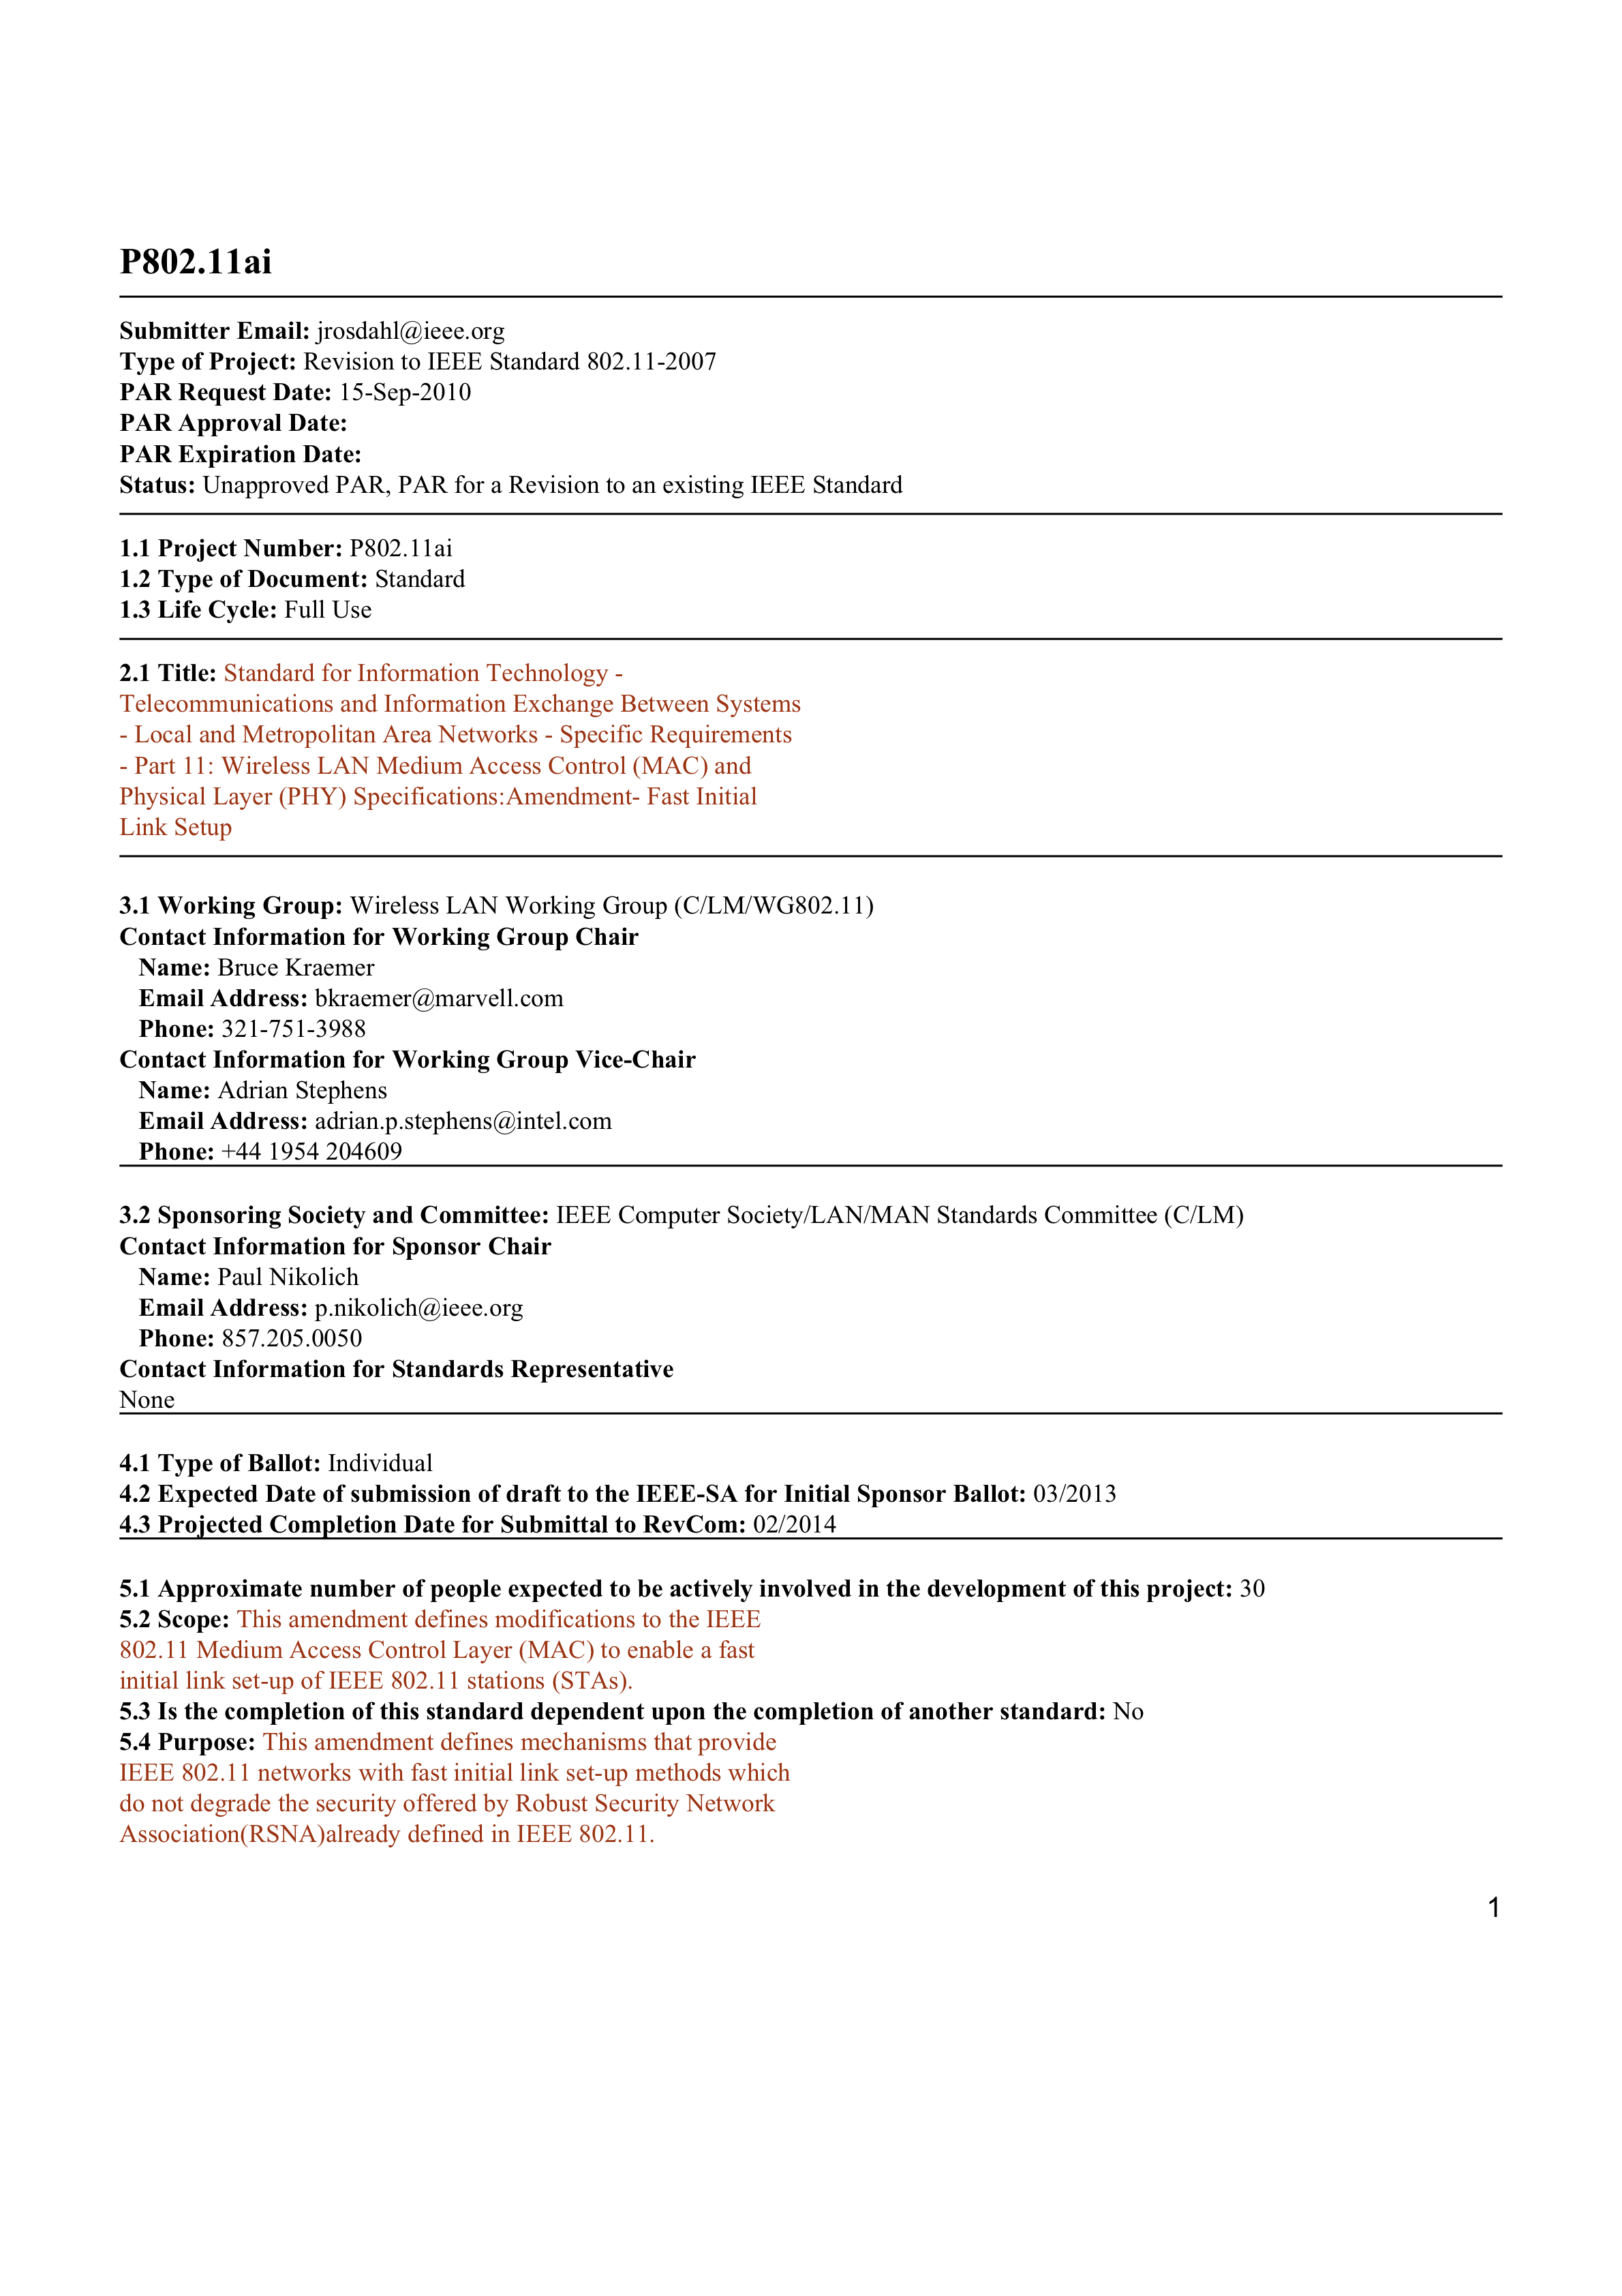 P802.11ai
Submitter Email: jrosdahl@ieee.org
Type of Project: Revision to IEEE Standard 802.11-2007
PAR Request Date: 15-Sep-2010
PAR Approval Date:
PAR Expiration Date:
Status: Unapproved PAR, PAR for a Revision to an existing IEEE Standard
1.1 Project Number: P802.11ai
1.2 Type of Document: Standard
1.3 Life Cycle: Full Use
2.1 Title: Standard for Information Technology -
Telecommunications and Information Exchange Between Systems
- Local and Metropolitan Area Networks - Specific Requirements
- Part 11: Wireless LAN Medium Access Control (MAC) and
Physical Layer (PHY) Specifications:Amendment- Fast Initial
Link Setup
3.1 Working Group: Wireless LAN Working Group (C/LM/WG802.11)
Contact Information for Working Group Chair
Name: Bruce Kraemer
Email Address: bkraemer@marvell.com
Phone: 321-751-3988
Contact Information for Working Group Vice-Chair
Name: Adrian Stephens
Email Address: adrian.p.stephens@intel.com
Phone: +44 1954 204609
3.2 Sponsoring Society and Committee: IEEE Computer Society/LAN/MAN Standards Committee (C/LM)
Contact Information for Sponsor Chair
Name: Paul Nikolich
Email Address: p.nikolich@ieee.org
Phone: 857.205.0050
Contact Information for Standards Representative
None
4.1 Type of Ballot: Individual
4.2 Expected Date of submission of draft to the IEEE-SA for Initial Sponsor Ballot: 03/2013
4.3 Projected Completion Date for Submittal to RevCom: 02/2014
5.1 Approximate number of people expected to be actively involved in the development of this project: 30
5.2 Scope: This amendment defines modifications to the IEEE
802.11 Medium Access Control Layer (MAC) to enable a fast
initial link set-up of IEEE 802.11 stations (STAs).
5.3 Is the completion of this standard dependent upon the completion of another standard: No
5.4 Purpose: This amendment defines mechanisms that provide
IEEE 802.11 networks with fast initial link set-up methods which
do not degrade the security offered by Robust Security Network
Association(RSNA)already defined in IEEE 802.11.
1